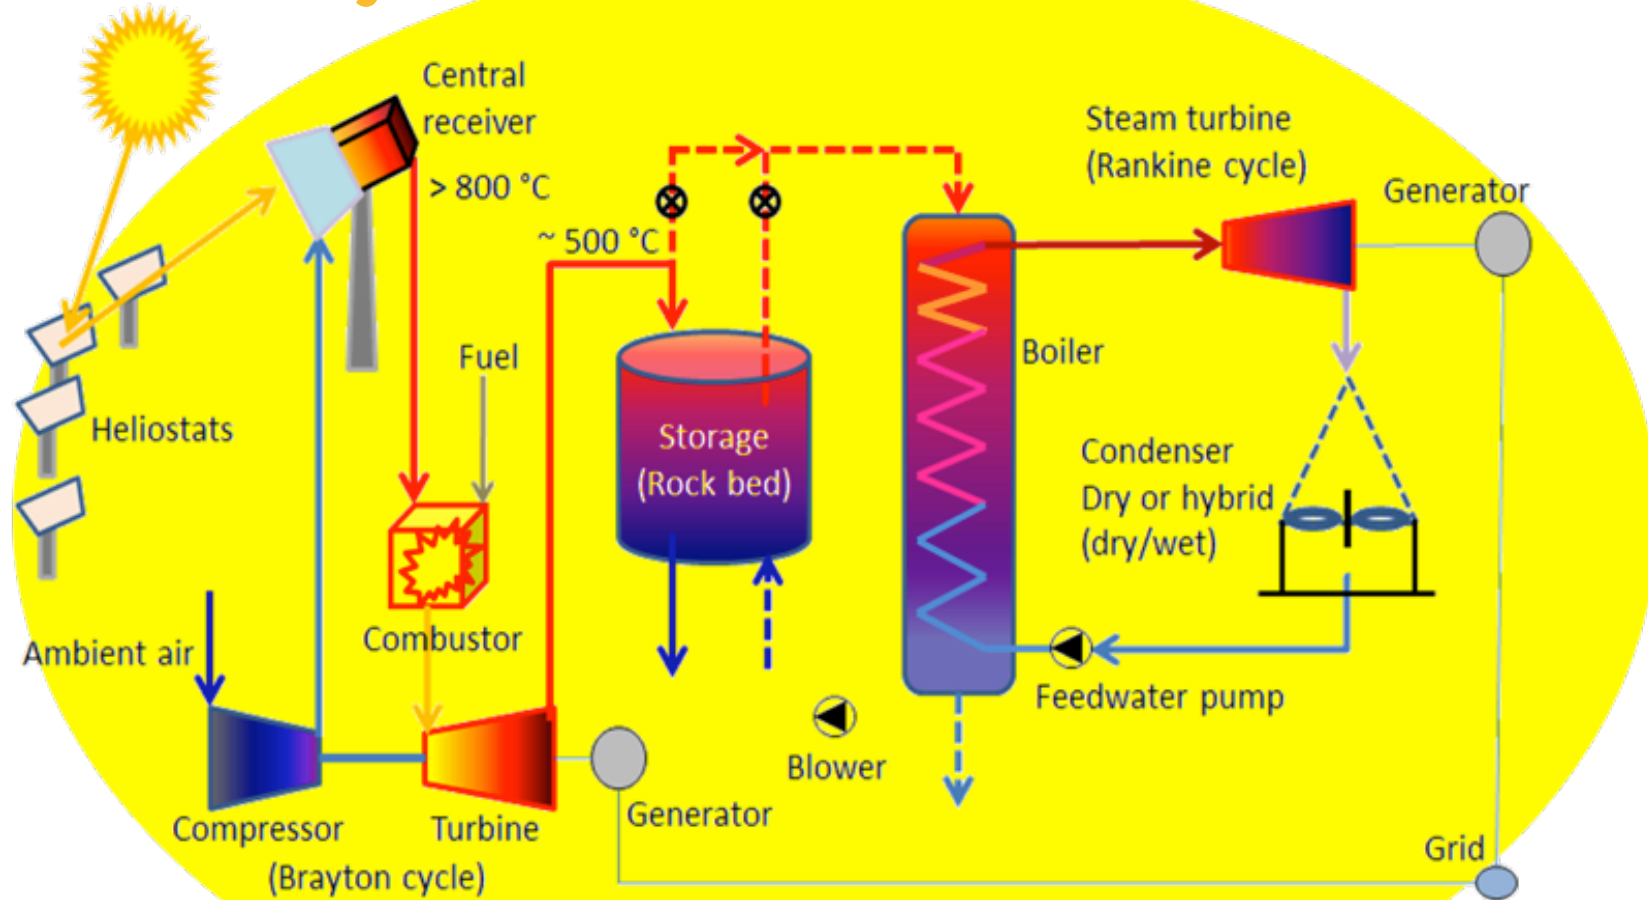 Central
receiver
> 800 °C
~ 500 °C
Steam turbine
(Rankine cycle)
Generator
Fuel
Heliostats
Storage
(Rock bed)
Boiler
Condenser
Dry or hybrid
(dry/wet)
Ambient air
Combustor
Feedwater pump
Blower
Compressor
Turbine
(Brayton cycle)
Generator
Grid